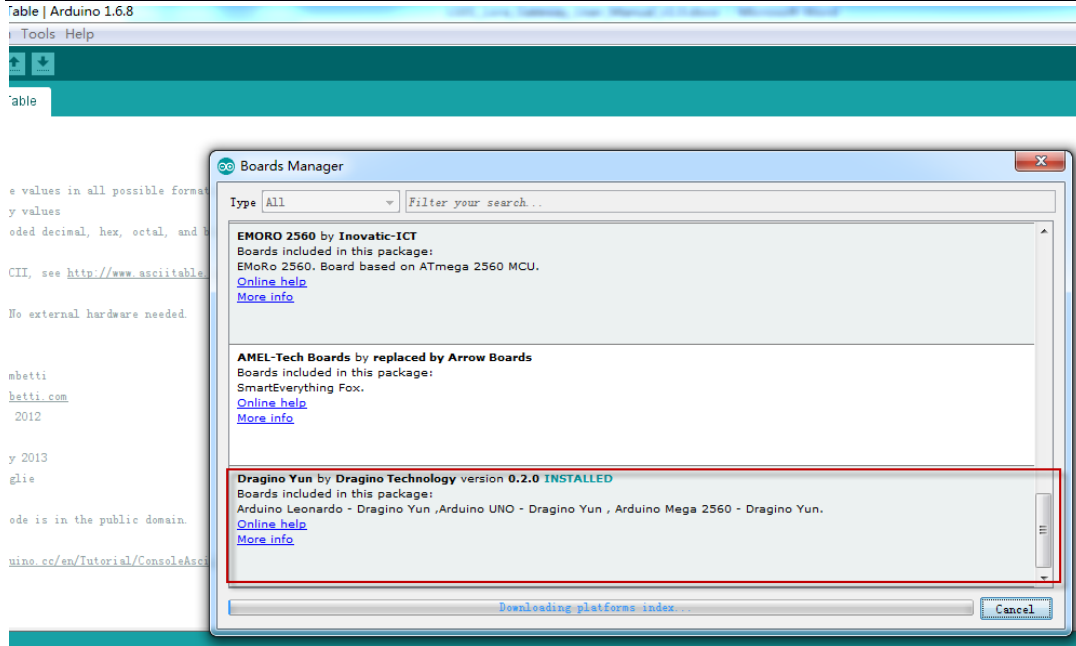 Table | Arduino 1.6.8
Tools Help
Table
Boards Manager
e values in all possible format
y values
oded decimal, hex, octal, and b
CII, see http://www.asciitable.
No external hardware needed.
mbetti
betti.com
2012
y 2013
glie
ode is in the public domain.
uino.cc/en/Tutorial/ConsoleAsci
Type All Filter your search...
EMORO 2560 by Inovatic-ICT
Boards included in this package:
EMoRo 2560. Board based on ATmega 2560 MCU.
Online help
More info
AMEL-Tech Boards by replaced by Arrow Boards
Boards included in this package:
SmartEverything Fox.
Online help
More info
Dragino Yun by Dragino Technology version 0.2.0 INSTALLED
Boards included in this package:
Arduino Leonardo - Dragino Yun ,Arduino UNO - Dragino Yun , Arduino Mega 2560 - Dragino Yun.
Online help
More info
Downloading platforms index...
Cancel